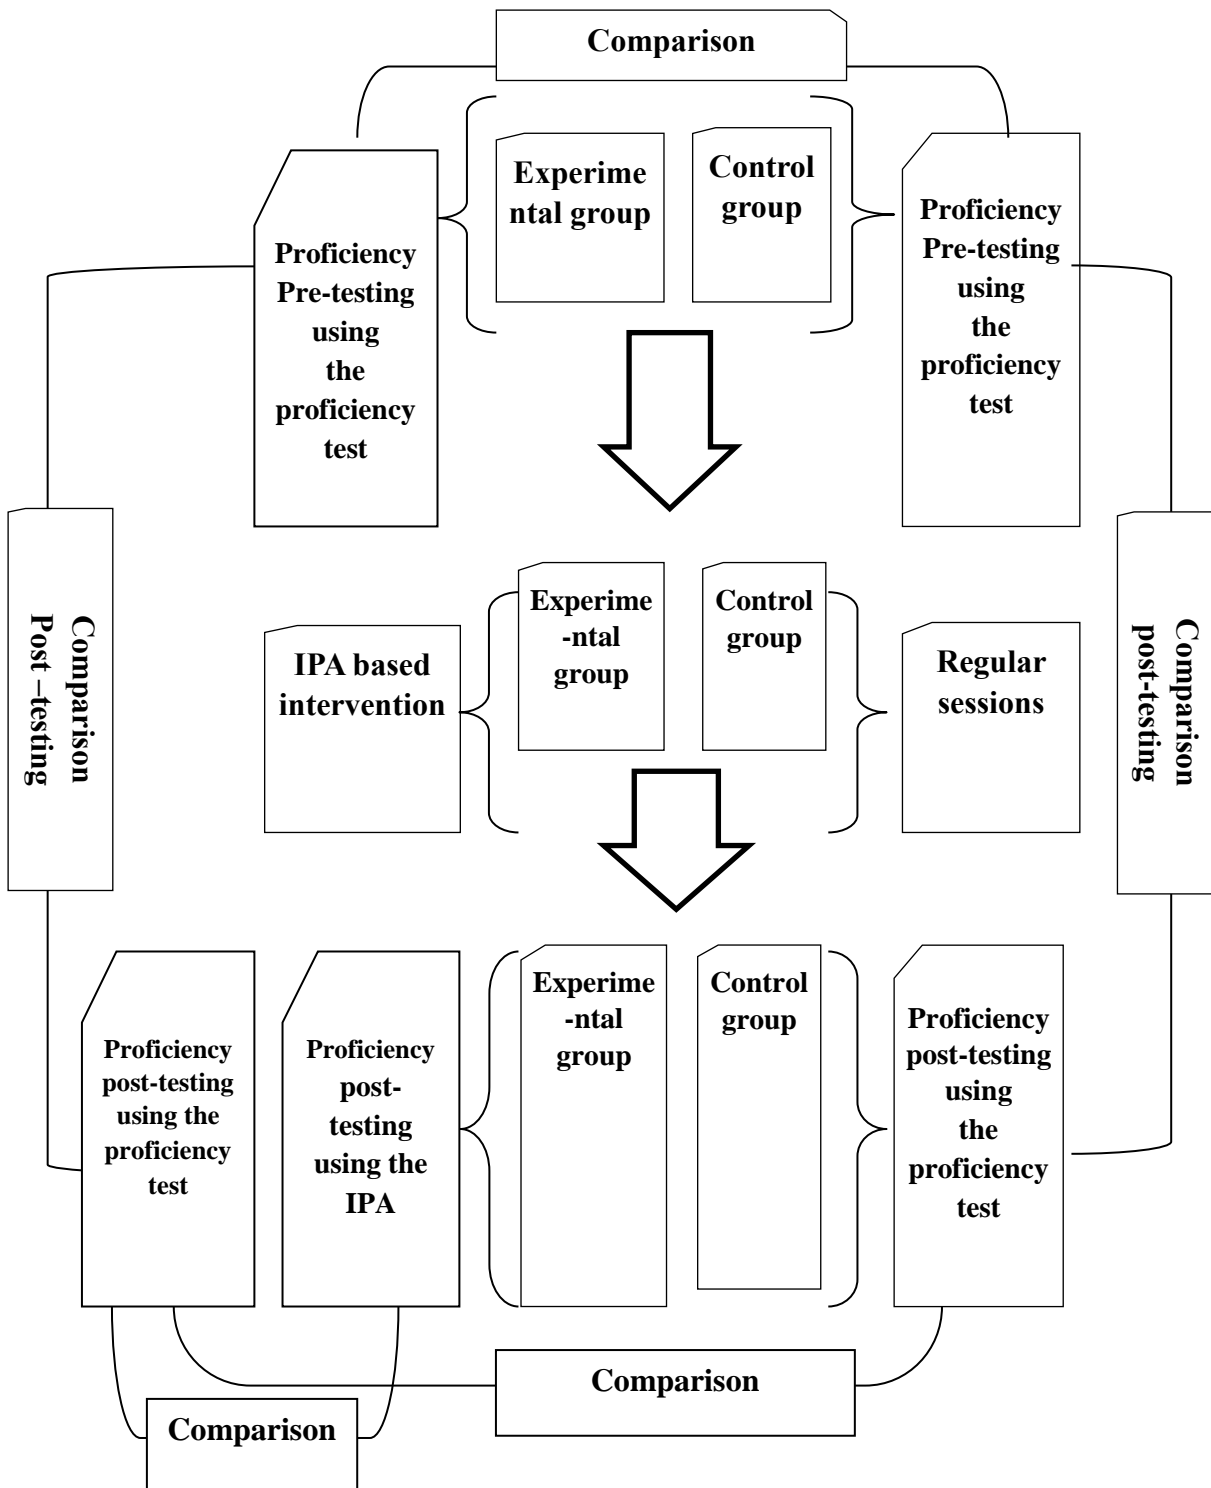 Comparison
Experime
ntal group
Control
group
Proficiency
Pre-testing
using
the
proficiency
test
Proficiency
Pre-testing
using
the
proficiency
test
Comparison
Post –testing
IPA based
intervention
Experime
-ntal
group
Control
group
Regular
sessions
Comparison
post-testing
Proficiency
post-testing
using the
proficiency
test
Proficiency
post-
testing
using the
IPA
Experime
-ntal
group
Control
group
Proficiency
post-testing
using
the
proficiency
test
Comparison
Comparison